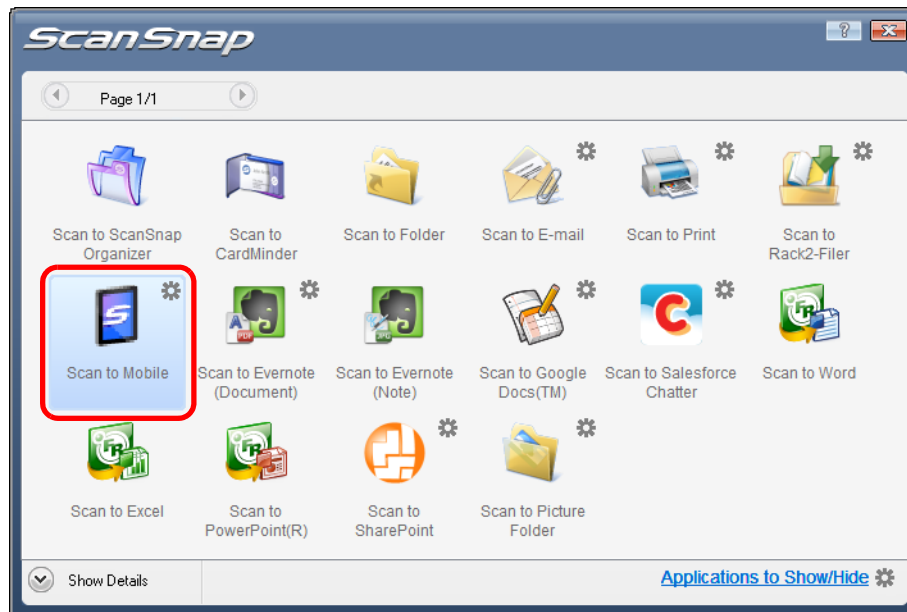 ScanSnap
Page 1/1
Scan to ScanSnap
Organizer
Scan to
CardMinder
Scan to Folder
Scan to E-mail
Scan to Print
Scan to
Rack2-Filer
Scan to Mobile
Scan to Evernote
(Document)
Scan to Evernote
(Note)
Scan to Google
Docs(TM)
Scan to Salesforce
Chatter
Scan to Word
Scan to Excel
Scan to
PowerPoint(R)
Scan to
SharePoint
Scan to Picture
Folder
Show Details
Applications to Show/Hide